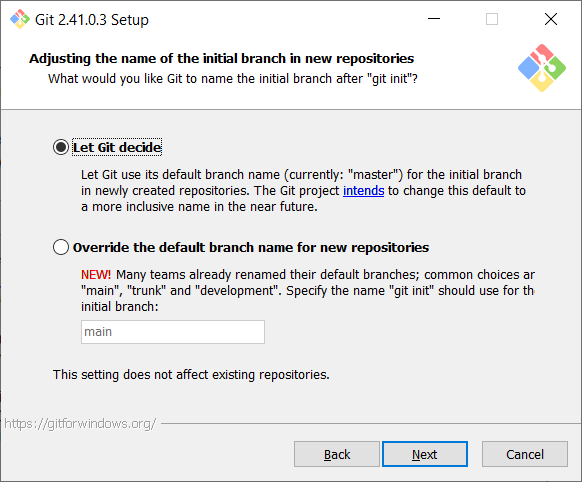 Git 2.41.0.3 Setup
Adjusting the name of the initial branch in new repositories
What would you like Git to name the initial branch after "git init"?
Let Git decide
Let Git use its default branch name (currently: "master") for the initial branch
in newly created repositories. The Git project intends to change this default to
a more inclusive name in the near future.
Override the default branch name for new repositories
NEW! Many teams already renamed their default branches; common choices ar
"main", "trunk" and "development". Specify the name "git init" should use for the
initial branch:
main
This setting does not affect existing repositories.
https://gitforwindows.org/
Back
Next
Cancel